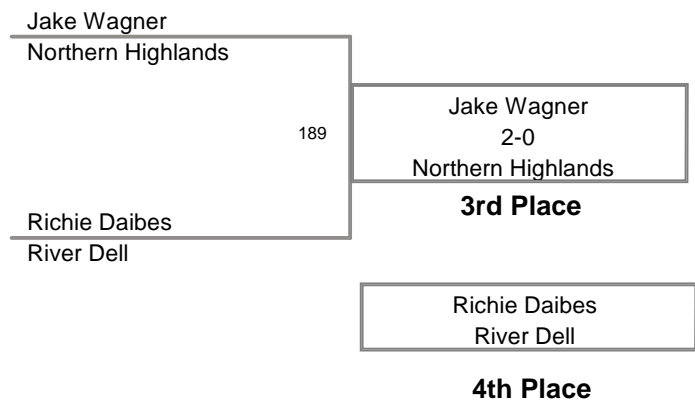 Jake Wagner
Northern Highlands
189
Jake Wagner
2-0
Northern Highlands
3rd Place
Richie Daibes
River Dell
Richie Daibes
River Dell
4th Place